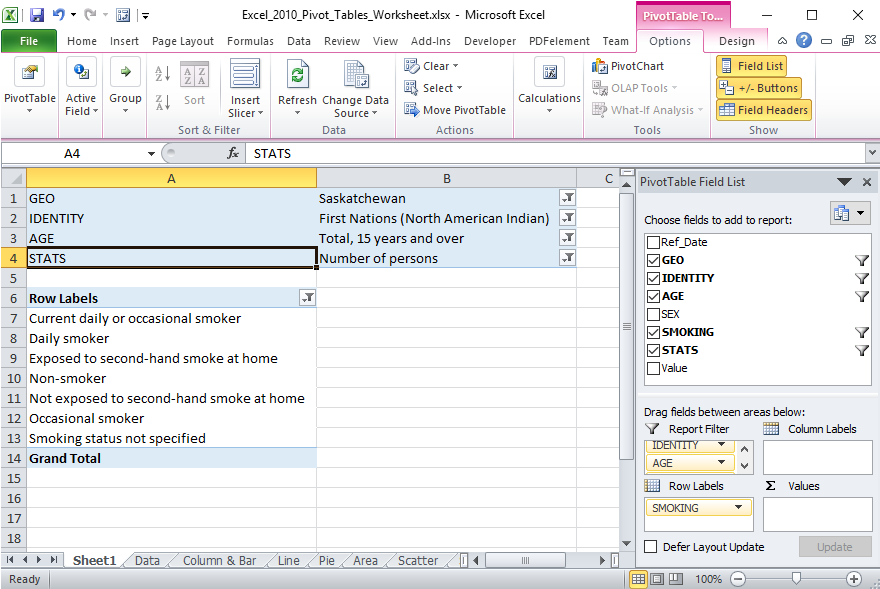 Excel_2010_Pivot_Tables_Worksheet.xlsx - Microsoft Excel
PivotTable To...
File Home Insert Page Layout Formulas Data Review View Add-Ins Developer PDFelement Team Options Design
PivotTable
Active Field
Group
Sort
Insert Slicer
Sort & Filter
Refresh
Change Data Source
Data
Clear
Select
Move PivotTable
Actions
Calculations
PivotChart
OLAP Tools
What-If Analysis
Tools
Field List
+/- Buttons
Field Headers
Show
A4 fx STATS
A B C
1 GEO Saskatchewan
2 IDENTITY First Nations (North American Indian)
3 AGE Total, 15 years and over
4 STATS Number of persons
5
6 Row Labels
7 Current daily or occasional smoker
8 Daily smoker
9 Exposed to second-hand smoke at home
10 Non-smoker
11 Not exposed to second-hand smoke at home
12 Occasional smoker
13 Smoking status not specified
14 Grand Total
15
16
17
18
PivotTable Field List
Choose fields to add to report:
Ref_Date
GEO
IDENTITY
AGE
SEX
SMOKING
STATS
Value
Drag fields between areas below:
Report Filter Column Labels
IDENTITY
AGE
Row Labels Σ Values
SMOKING
Defer Layout Update Update
Sheet1 Data Column & Bar Line Pie Area Scatter
Ready 100%